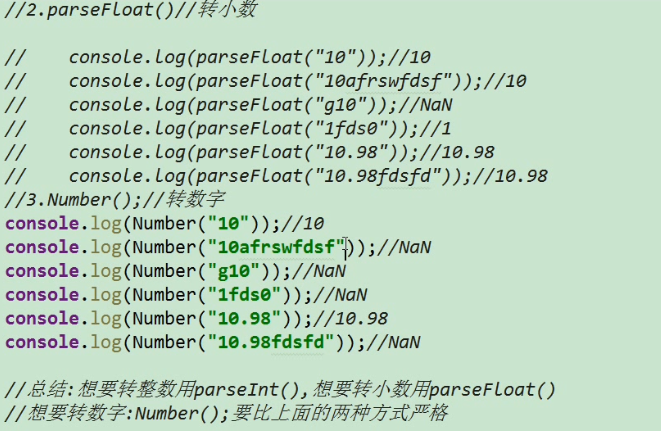 //2.parseFloat()//转小数
//    console.log(parseFloat("10"));//10
//    console.log(parseFloat("10afrswfdsf"));//10
//    console.log(parseFloat("g10"));//NaN
//    console.log(parseFloat("1fds0"));//1
//    console.log(parseFloat("10.98"));//10.98
//    console.log(parseFloat("10.98fdsfd"));//10.98
//3.Number();//转数字
console.log(Number("10"));//10
console.log(Number("10afrswfdsf"));//NaN
console.log(Number("g10"));//NaN
console.log(Number("1fds0"));//NaN
console.log(Number("10.98"));//10.98
console.log(Number("10.98fdsfd"));//NaN
//总结:想要转整数用parseInt(),想要转小数用parseFloat()
//想要转数字:Number();要比上面的两种方式严格